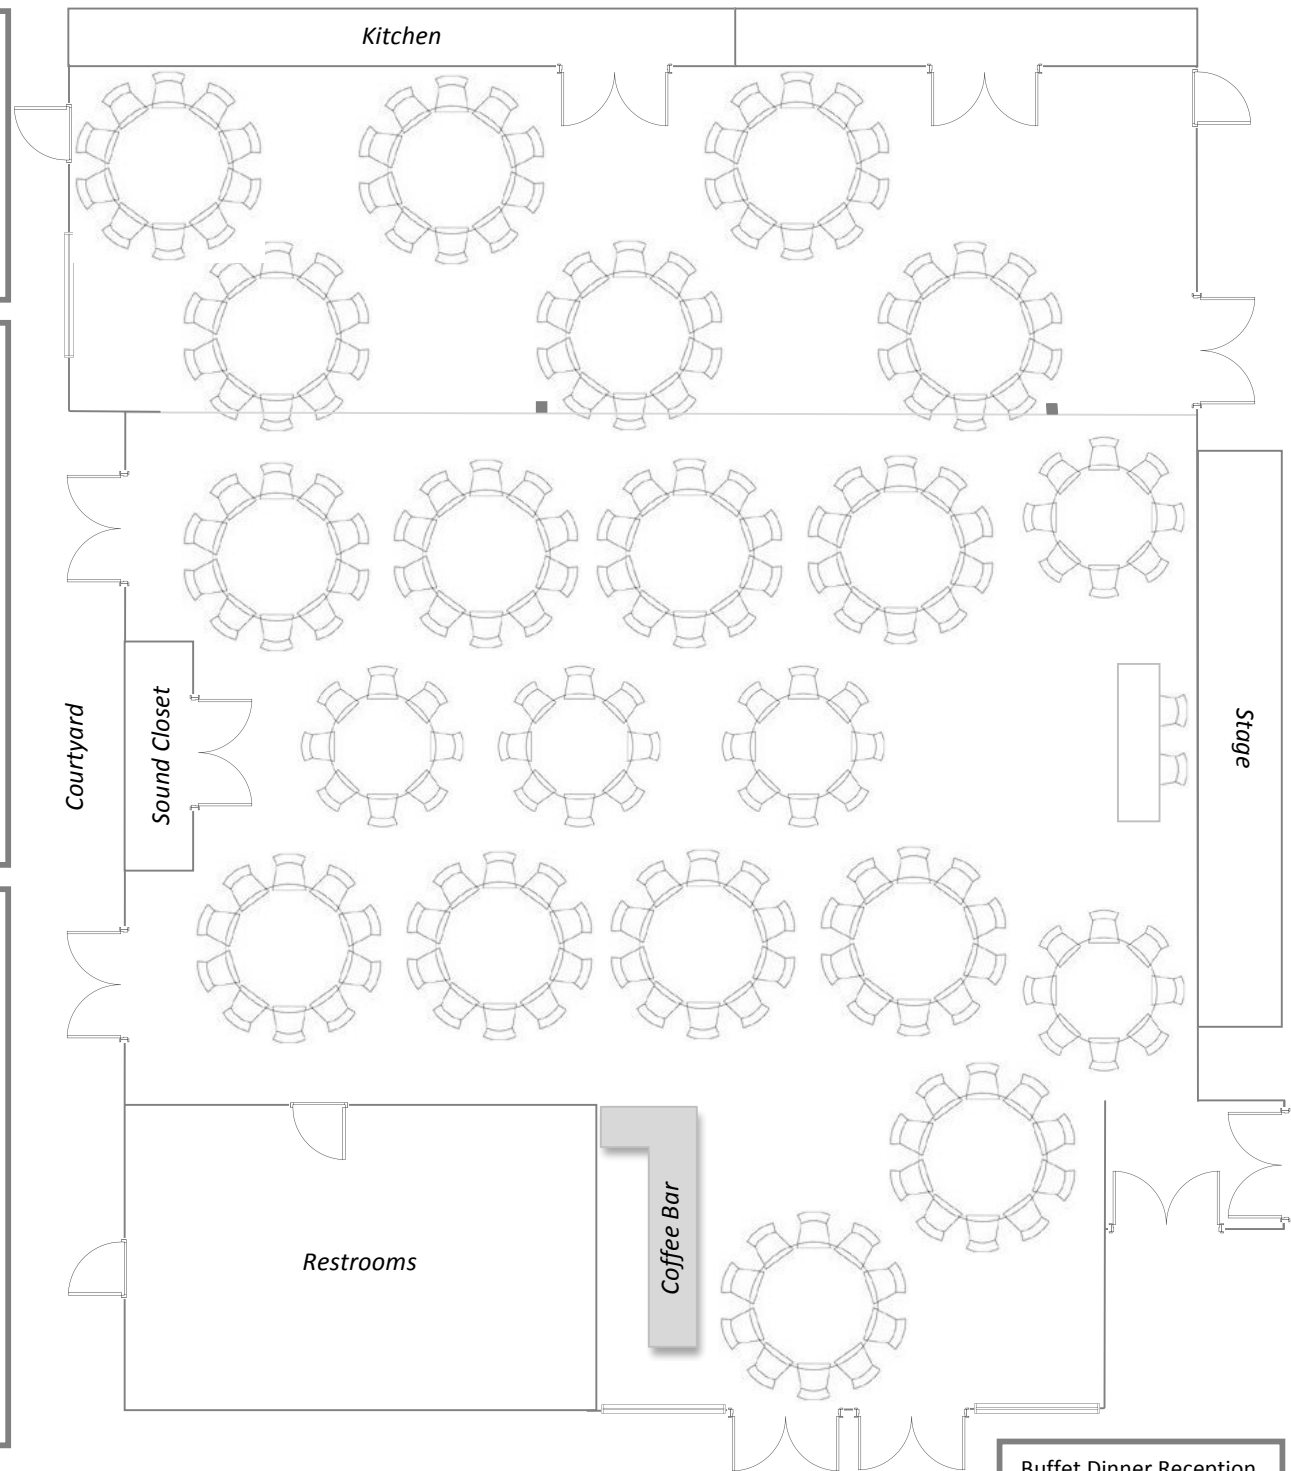 Kitchen
Courtyard
Sound Closet
Stage
Restrooms
Coffee Bar
Buffet Dinner Reception